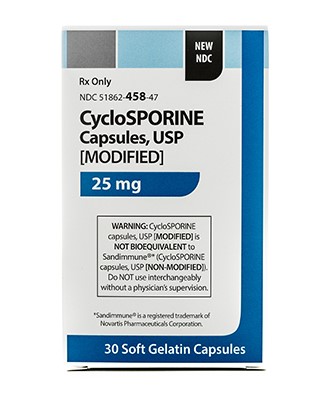 NEW
NDC
Rx Only
NDC 51862-458-47
CycloSPORINE
Capsules, USP
[MODIFIED]
25 mg
WARNING: CycloSPORINE
capsules, USP [MODIFIED] is
NOT BIOEQUIVALENT to
Sandimmune®* (CycloSPORINE
capsules, USP [NON-MODIFIED]).
Do NOT use interchangeably
without a physician's supervision.
*Sandimmune® is a registered trademark of
Novartis Pharmaceuticals Corporation.
30 Soft Gelatin Capsules